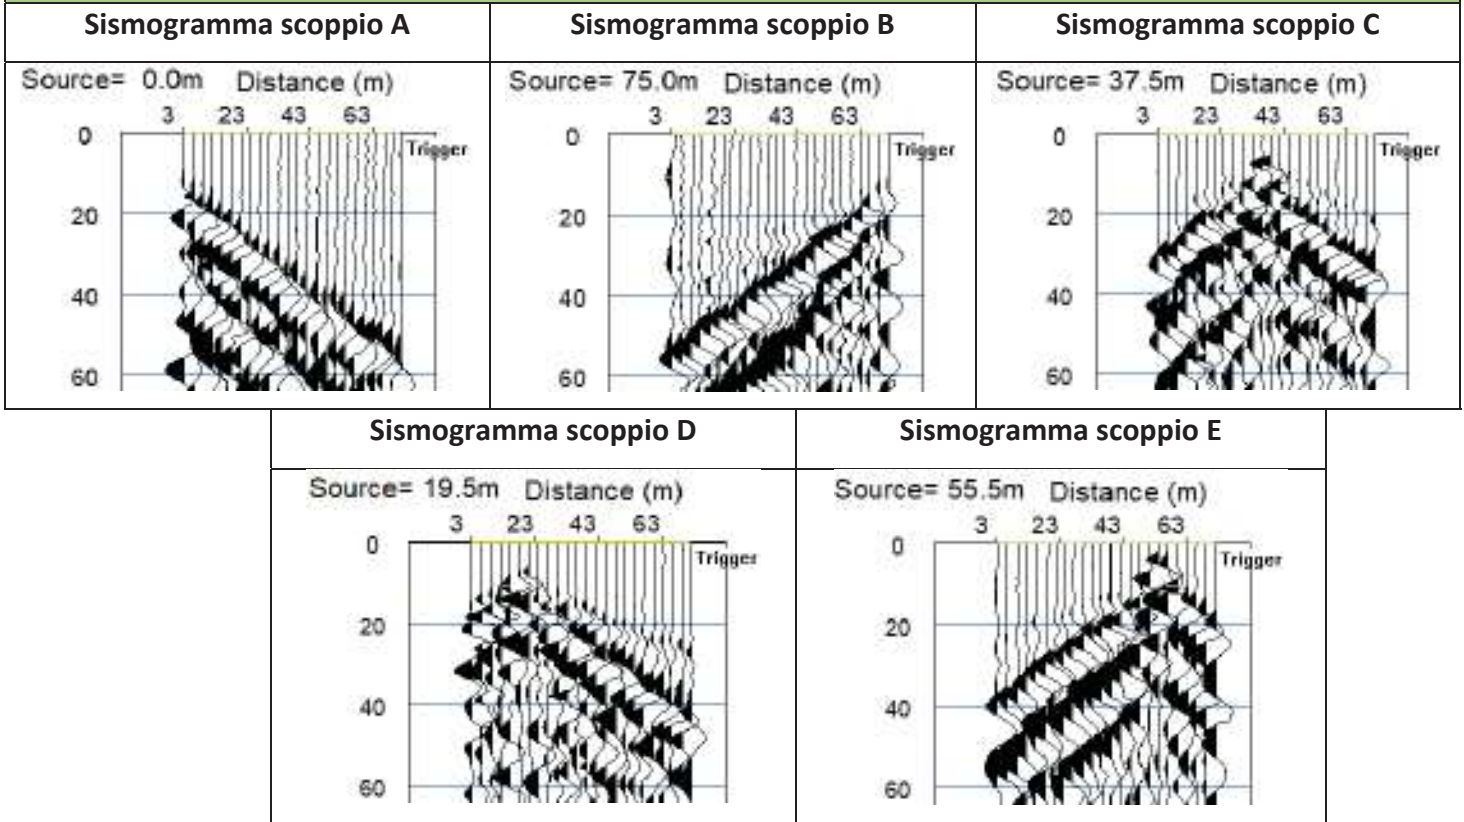 Sismogramma scoppio A
Sismogramma scoppio B
Sismogramma scoppio C
Source= 0.0m Distance (m)
3 23 43 63
0
Trigger
20
40
60
Source= 75.0m Distance (m)
3 23 43 63
0
Trigger
20
40
60
Source= 37.5m Distance (m)
3 23 43 63
0
Trigger
20
40
60
Sismogramma scoppio D
Sismogramma scoppio E
Source= 19.5m Distance (m)
3 23 43 63
0
Trigger
20
40
60
Source= 55.5m Distance (m)
3 23 43 63
0
Trigger
20
40
60